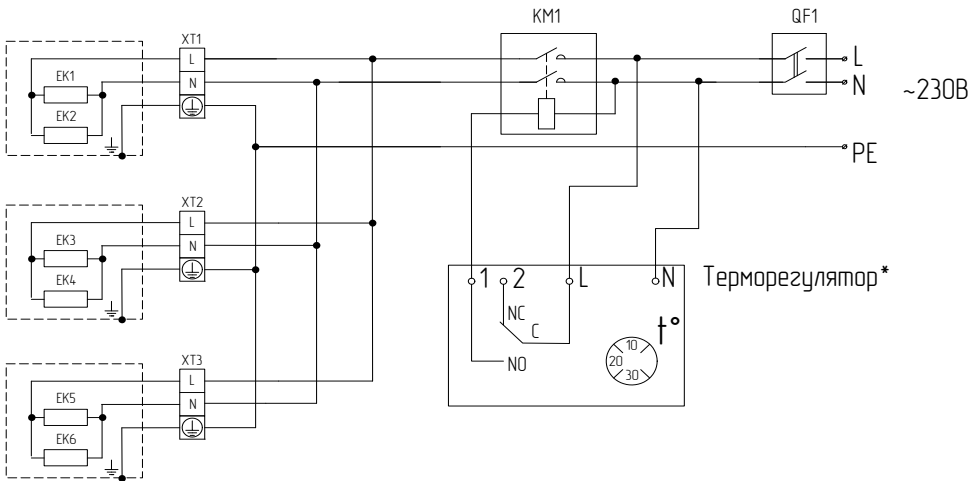 KM1
QF1
XT1
L
N
EK1
EK2
L
N
~230В
PE
XT2
L
N
EK3
EK4
1
2
L
N
Терморегулятор*
NC
C
NO
t°
10
20
30
XT3
L
N
EK5
EK6